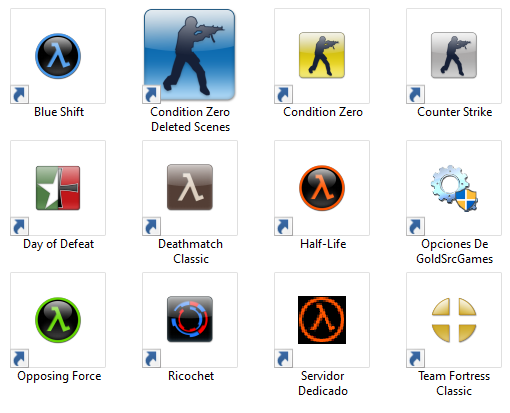 Blue Shift
Condition Zero
Deleted Scenes
Condition Zero
Counter Strike
Day of Defeat
Deathmatch
Classic
Half-Life
Opciones De
GoldSrcGames
Opposing Force
Ricochet
Servidor
Dedicado
Team Fortress
Classic